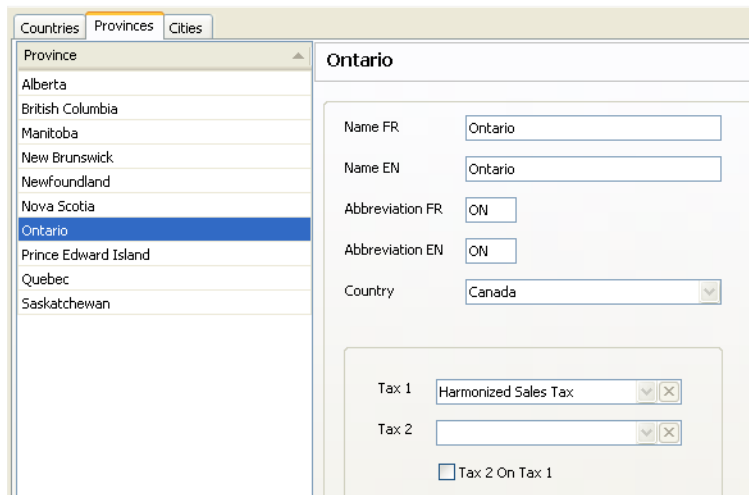 Countries Provinces Cities
Province
Alberta
British Columbia
Manitoba
New Brunswick
Newfoundland
Nova Scotia
Ontario
Prince Edward Island
Quebec
Saskatchewan
Ontario
Name FR Ontario
Name EN Ontario
Abbreviation FR ON
Abbreviation EN ON
Country Canada
Tax 1 Harmonized Sales Tax
Tax 2
Tax 2 On Tax 1